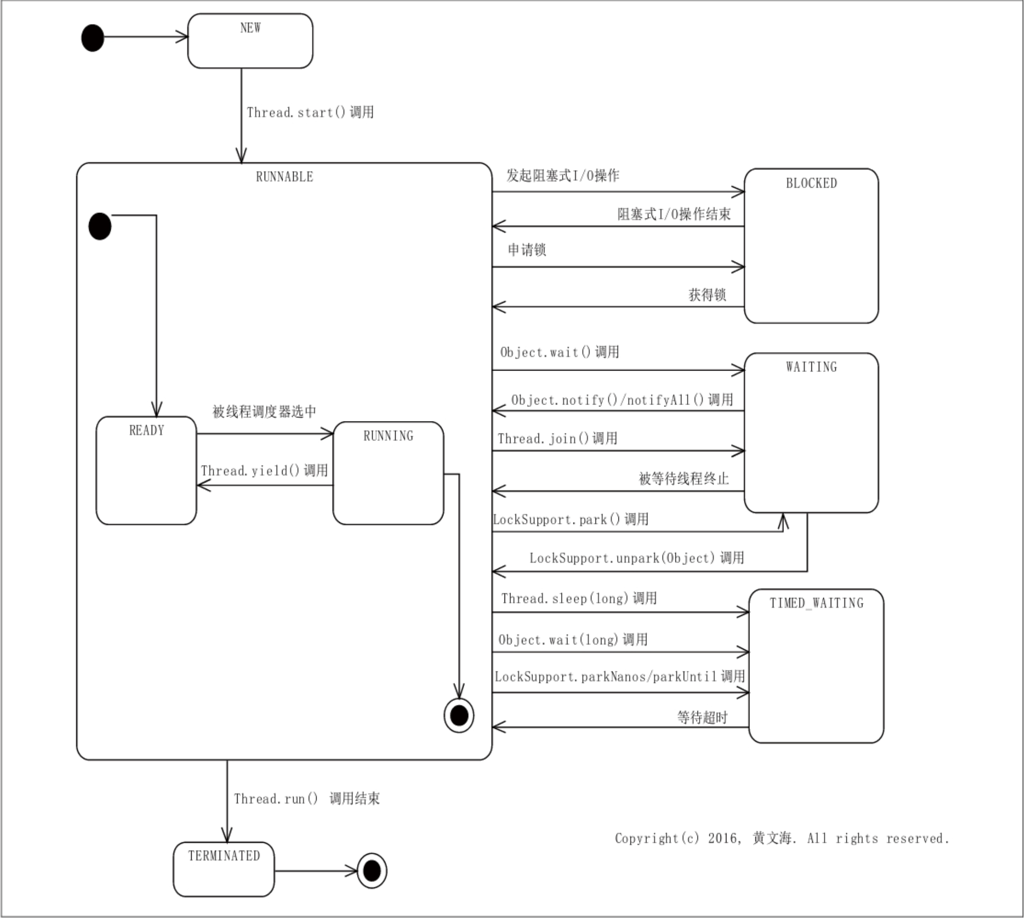 NEW
Thread.start()调用
RUNNABLE
发起阻塞式I/O操作
BLOCKED
阻塞式I/O操作结束
申请锁
获得锁
Object.wait()调用
WAITING
Object.notify()/notifyAll()调用
被线程调度器选中
READY
RUNNING
Thread.join()调用
Thread.yield()调用
被等待线程终止
LockSupport.park()调用
LockSupport.unpark(Object)调用
Thread.sleep(long)调用
TIMED_WAITING
Object.wait(long)调用
LockSupport.parkNanos/parkUntil调用
等待超时
Thread.run() 调用结束
Copyright(c) 2016, 黄文海. All rights reserved.
TERMINATED